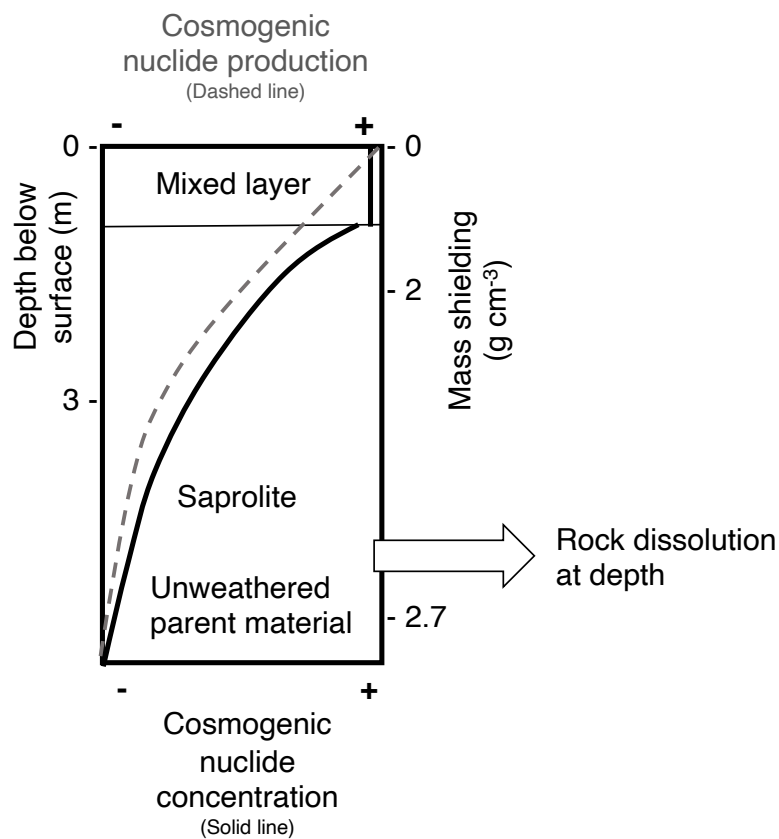 Cosmogenic
nuclide production
(Dashed line)
- +
0 - - 0
Mixed layer
Depth below
surface (m)
Mass shielding
(g cm-3)
- 2
3 -
Saprolite
Rock dissolution
at depth
Unweathered
parent material
- 2.7
- +
Cosmogenic
nuclide
concentration
(Solid line)